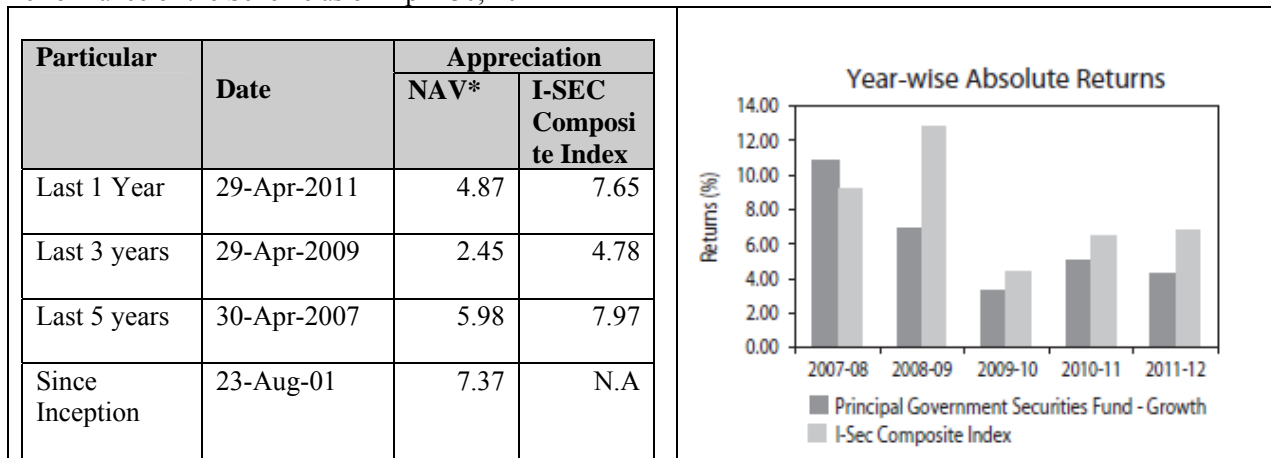 Particular Date Appreciation
NAV* I-SEC
Composi
te Index
Last 1 Year 29-Apr-2011 4.87 7.65
Last 3 years 29-Apr-2009 2.45 4.78
Last 5 years 30-Apr-2007 5.98 7.97
Since
Inception 23-Aug-01 7.37 N.A
Year-wise Absolute Returns
Returns (%)
14.00
12.00
10.00
8.00
6.00
4.00
2.00
0.00
2007-08 2008-09 2009-10 2010-11 2011-12
Principal Government Securities Fund - Growth
I-Sec Composite Index